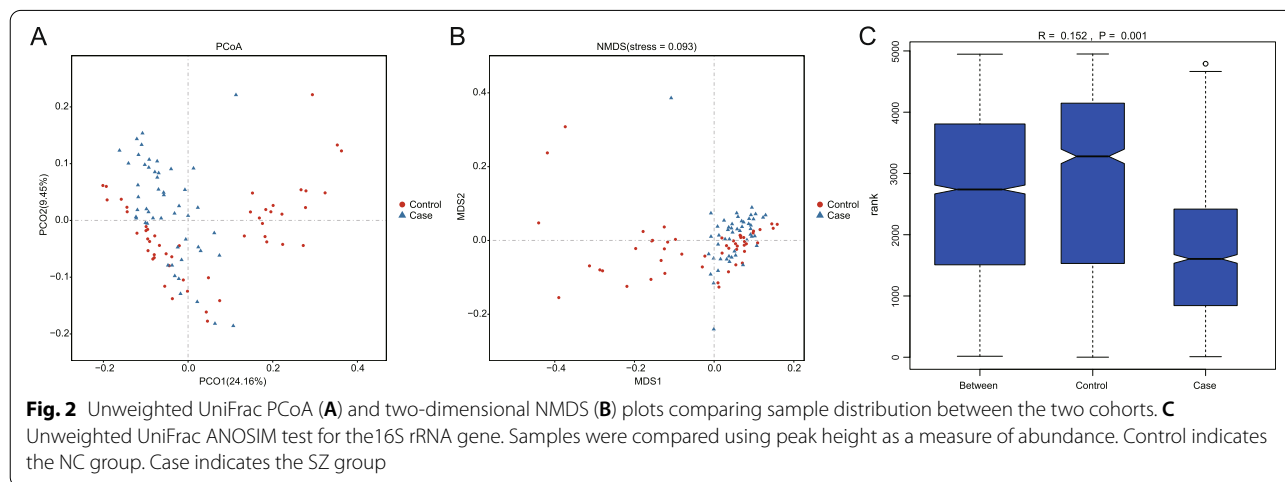 A
PCoA
0.2
0.1
0.0
−0.1
−0.2
PCO2(9.45%)
−0.2
0.0
0.2
0.4
PCO1(24.16%)
Control
Case
B
NMDS(stress = 0.093)
0.4
0.2
0.0
−0.2
MDS2
−0.4
−0.2
0.0
0.2
MDS1
Control
Case
C
R = 0.152 , P = 0.001
5000
4000
3000
2000
1000
0
rank
Between
Control
Case
Fig. 2 Unweighted UniFrac PCoA (A) and two-dimensional NMDS (B) plots comparing sample distribution between the two cohorts. C
Unweighted UniFrac ANOSIM test for the16S rRNA gene. Samples were compared using peak height as a measure of abundance. Control indicates
the NC group. Case indicates the SZ group